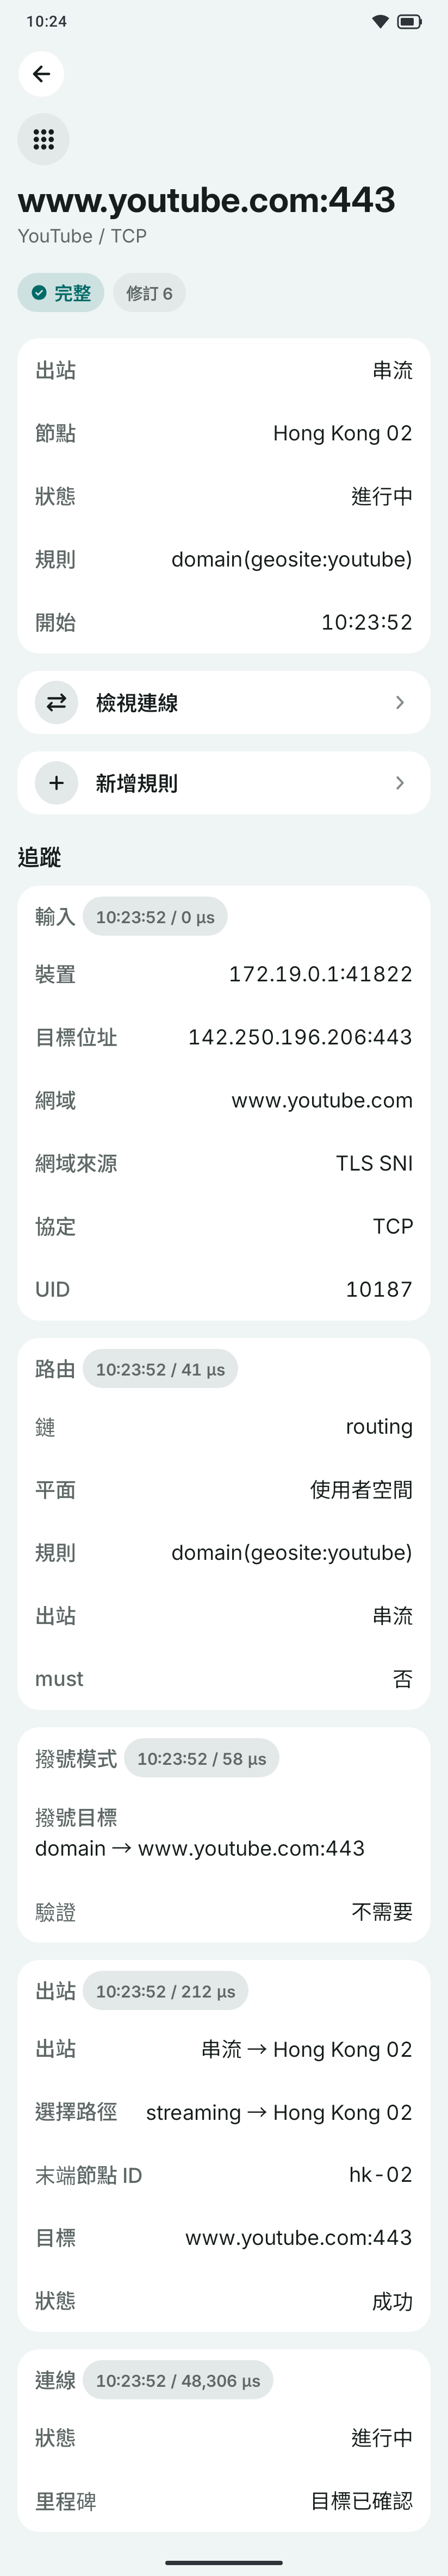 10:24
www.youtube.com:443
YouTube / TCP
完整 修訂 6
出站 串流
節點 Hong Kong 02
狀態 進行中
規則 domain(geosite:youtube)
開始 10:23:52
檢視連線
新增規則
追蹤
輸入 10:23:52 / 0 μs
裝置 172.19.0.1:41822
目標位址 142.250.196.206:443
網域 www.youtube.com
網域來源 TLS SNI
協定 TCP
UID 10187
路由 10:23:52 / 41 μs
鏈 routing
平面 使用者空間
規則 domain(geosite:youtube)
出站 串流
must 否
撥號模式 10:23:52 / 58 μs
撥號目標
domain → www.youtube.com:443
驗證 不需要
出站 10:23:52 / 212 μs
出站 串流 → Hong Kong 02
選擇路徑 streaming → Hong Kong 02
末端節點 ID hk-02
目標 www.youtube.com:443
狀態 成功
連線 10:23:52 / 48,306 μs
狀態 進行中
里程碑 目標已確認